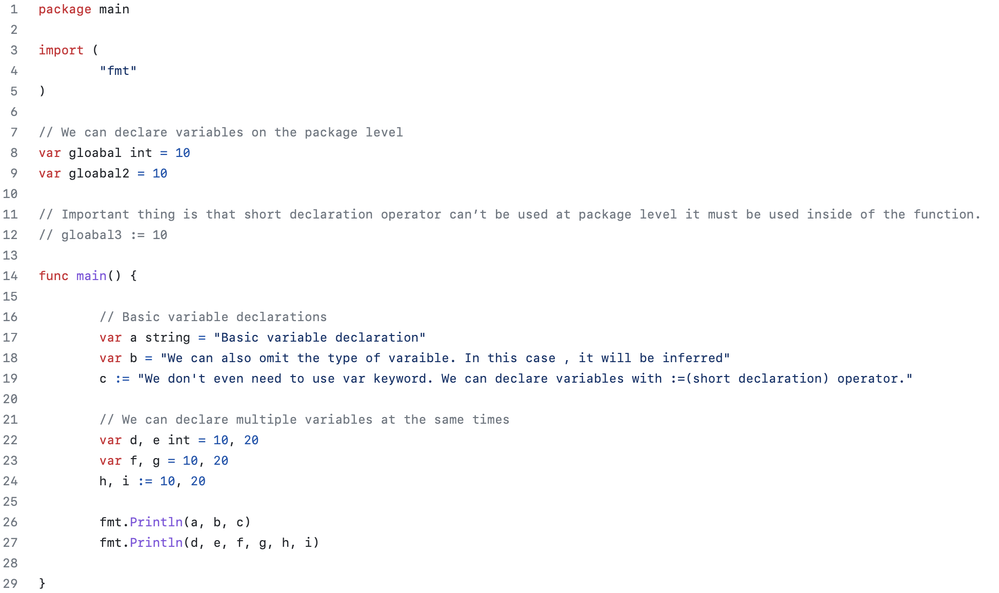 1 package main
2
3 import (
4 "fmt"
5 )
6
7 // We can declare variables on the package level
8 var gloabal int = 10
9 var gloabal2 = 10
10
11 // Important thing is that short declaration operator can’t be used at package level it must be used inside of the function.
12 // gloabal3 := 10
13
14 func main() {
15
16 // Basic variable declarations
17 var a string = "Basic variable declaration"
18 var b = "We can also omit the type of varaible. In this case , it will be inferred"
19 c := "We don't even need to use var keyword. We can declare variables with :=(short declaration) operator."
20
21 // We can declare multiple variables at the same times
22 var d, e int = 10, 20
23 var f, g = 10, 20
24 h, i := 10, 20
25
26 fmt.Println(a, b, c)
27 fmt.Println(d, e, f, g, h, i)
28
29 }